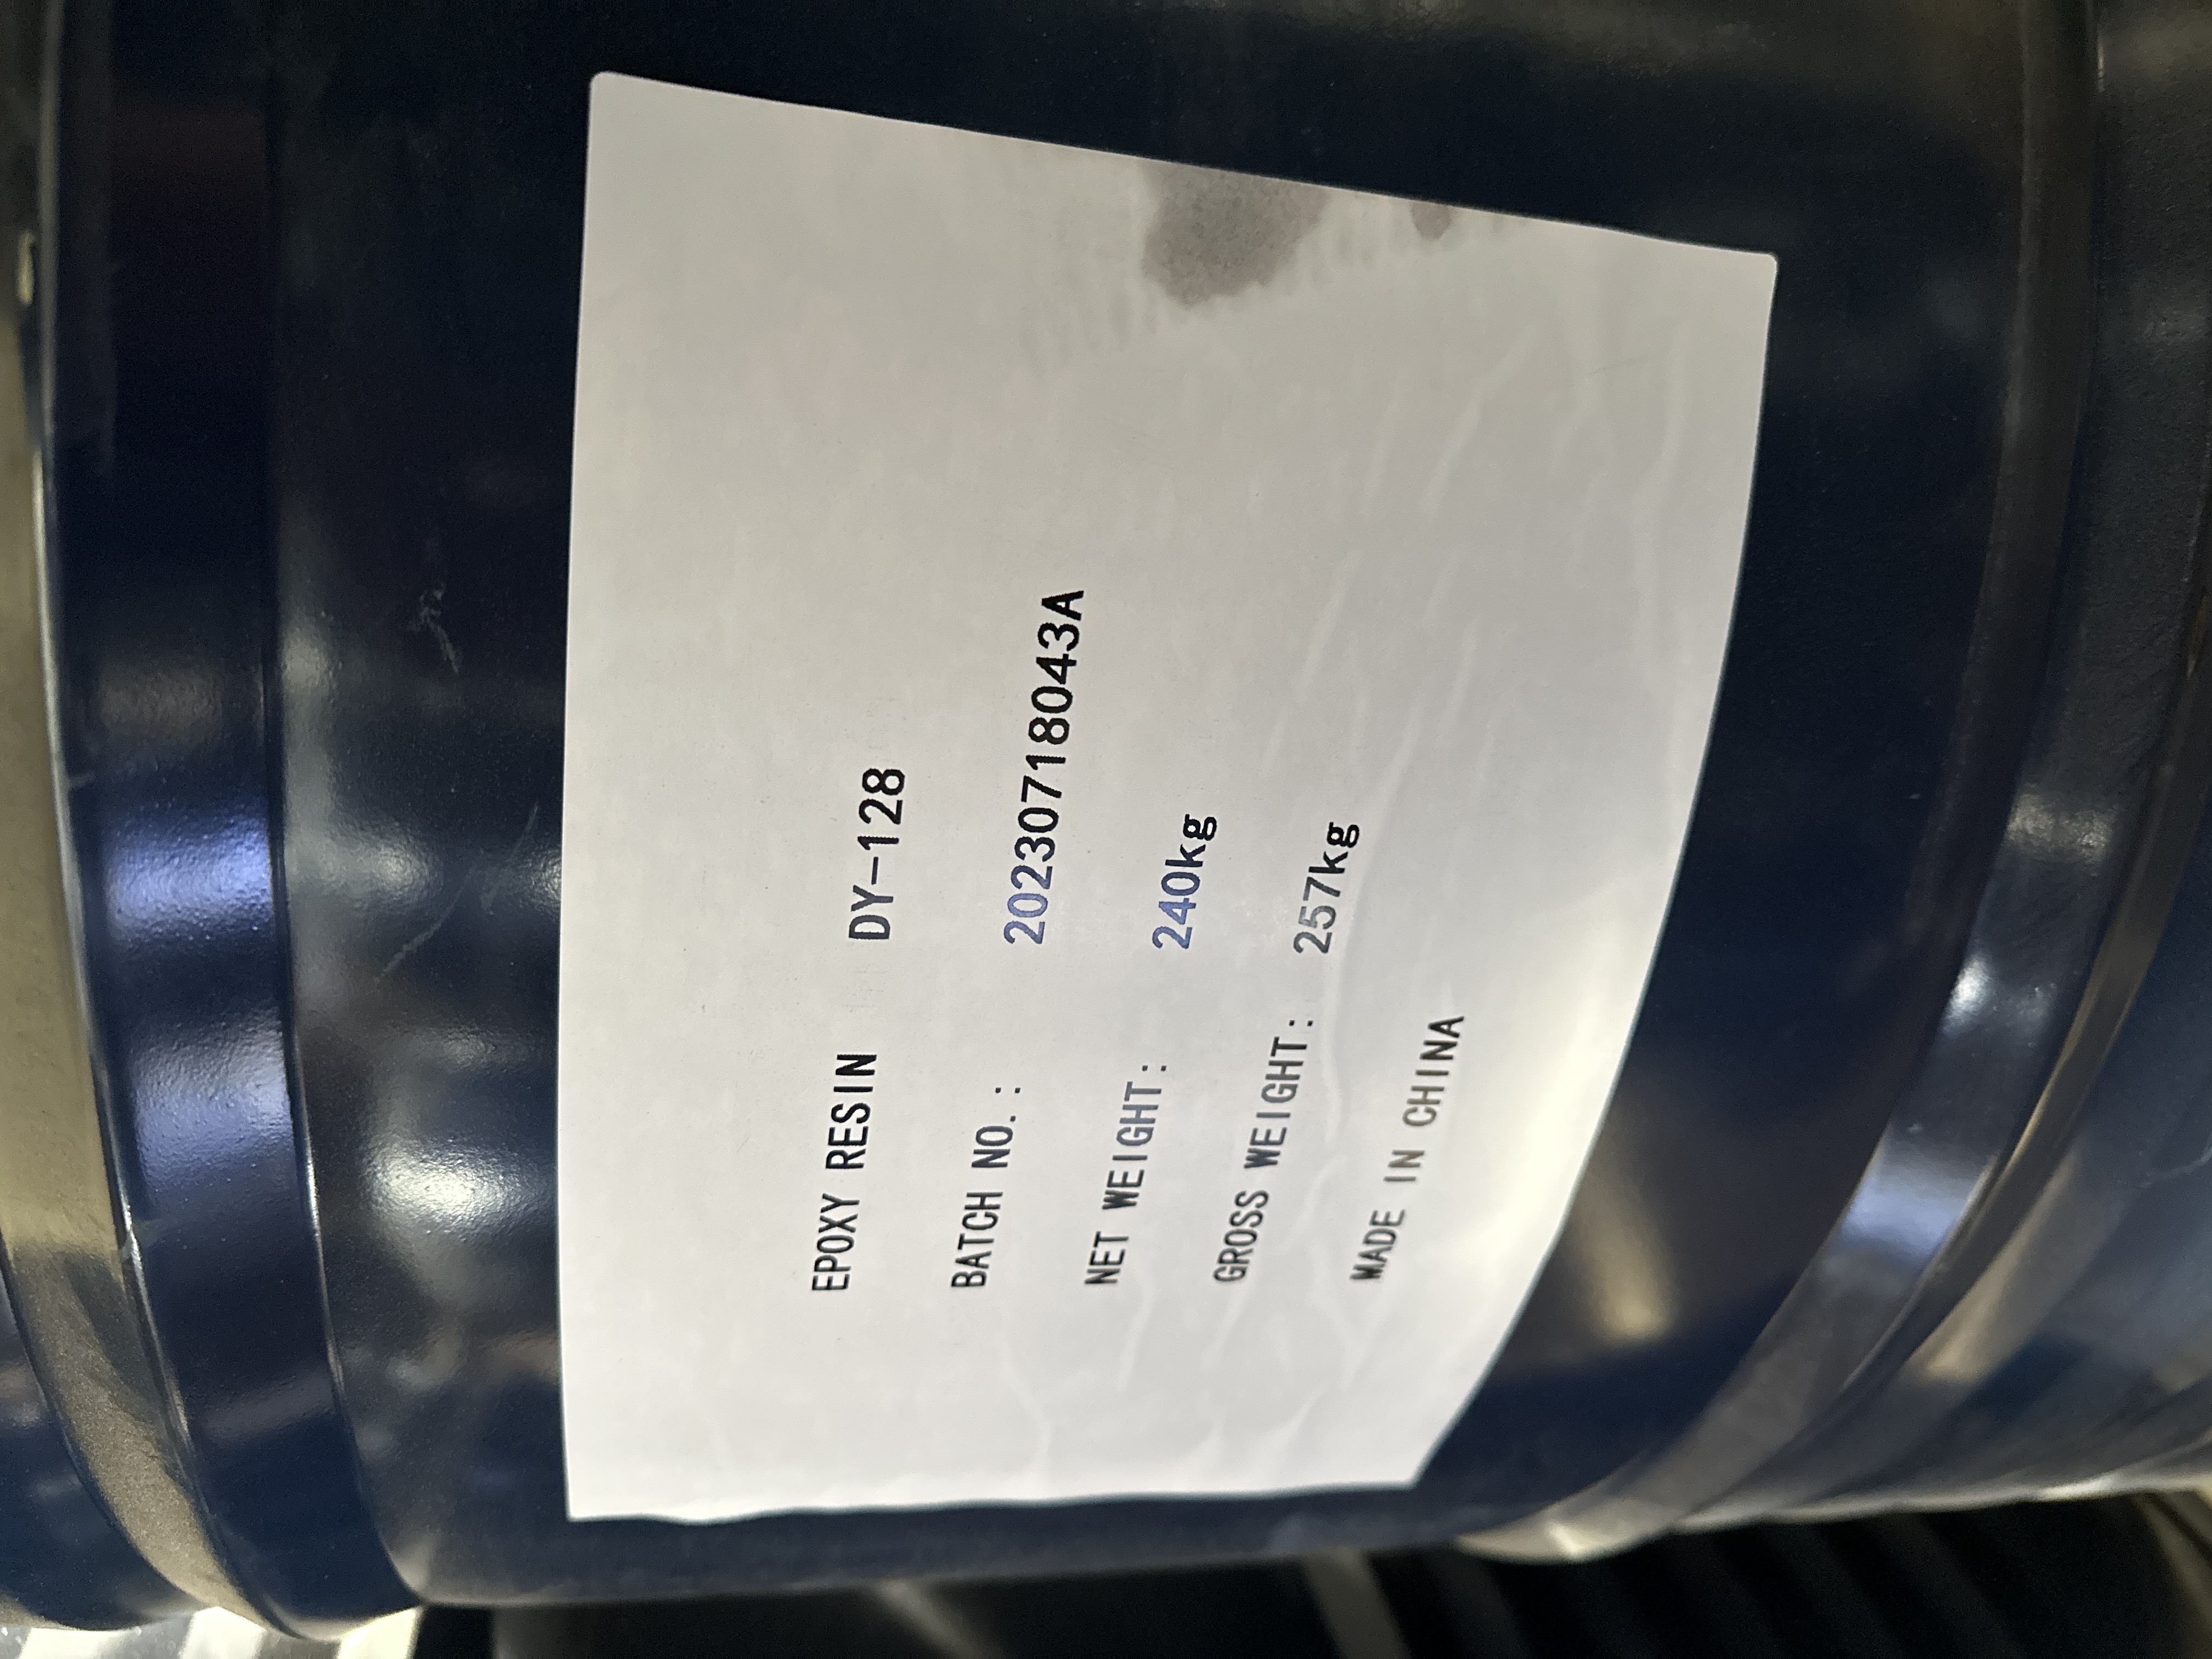 EPOXY RESIN DY-128
BATCH NO.: 20230718043A
NET WEIGHT: 240kg
GROSS WEIGHT: 257kg
MADE IN CHINA